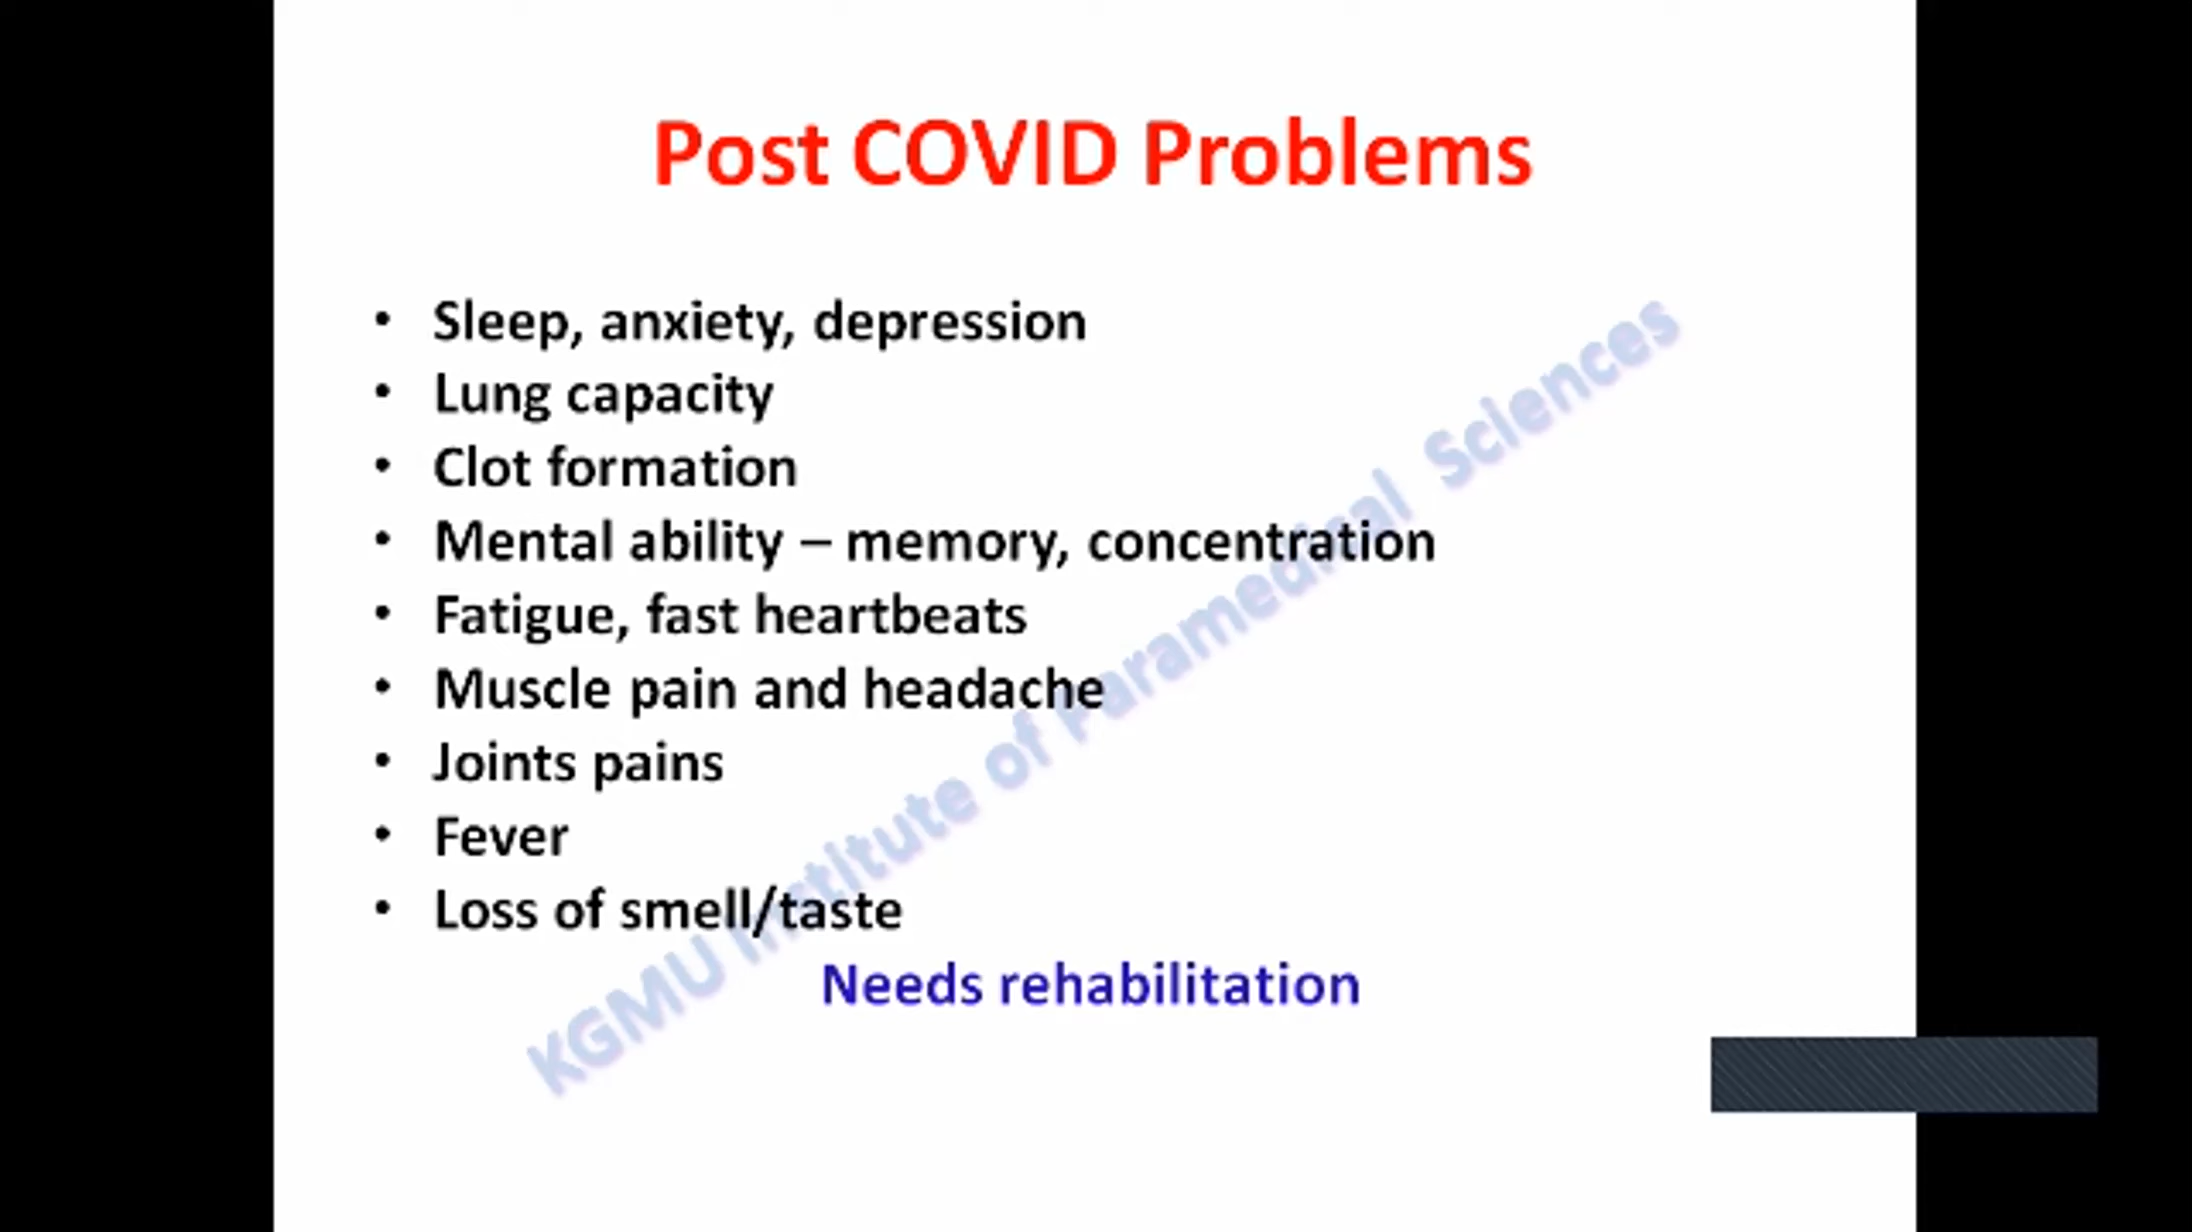 Post COVID Problems
• Sleep, anxiety, depression
• Lung capacity
• Clot formation
• Mental ability – memory, concentration
• Fatigue, fast heartbeats
• Muscle pain and headache
• Joints pains
• Fever
• Loss of smell/taste
Needs rehabilitation
KGMU Institute of Paramedical Sciences